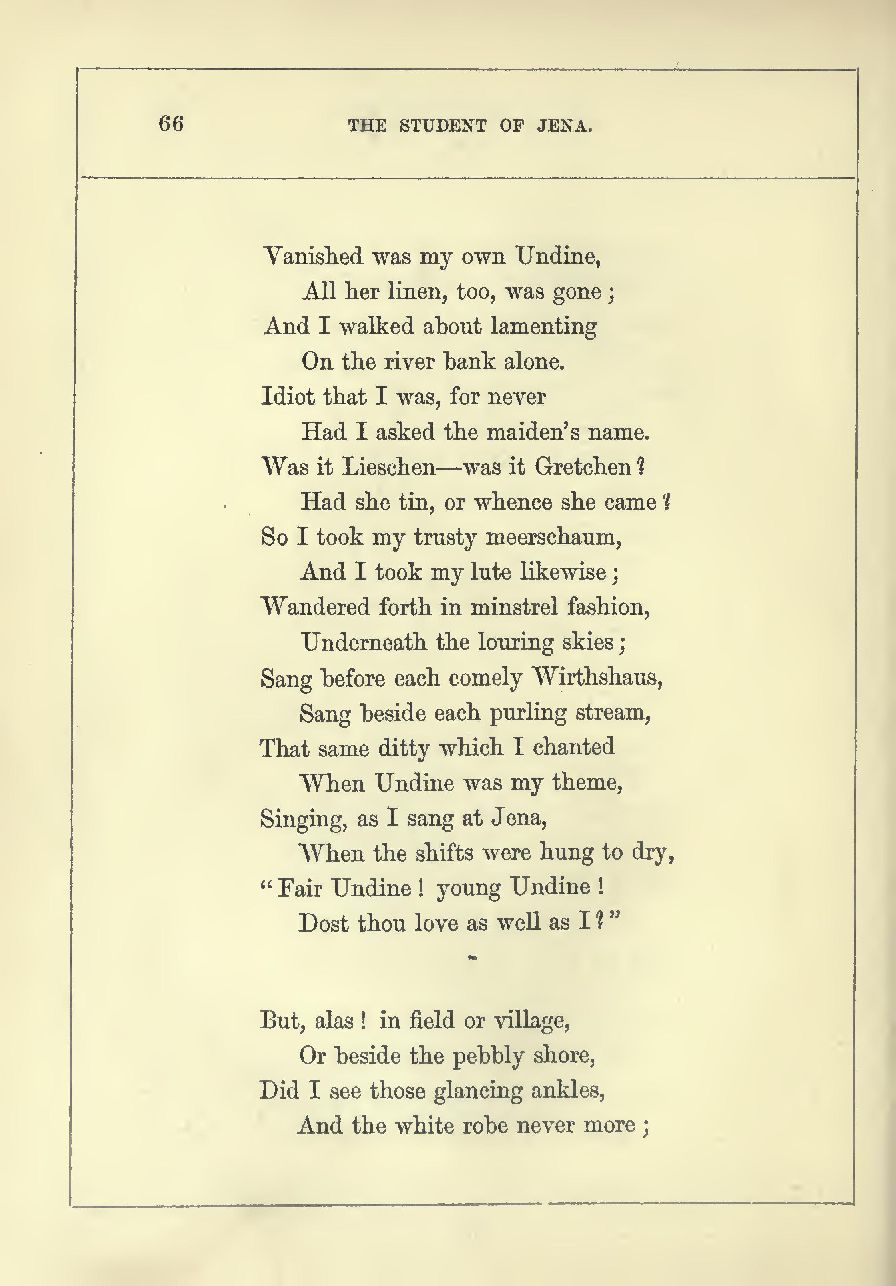 66 THE STUDENT OF JENA.
Vanished was my own Undine,
All her linen, too, was gone;
And I walked about lamenting
On the river bank alone.
Idiot that I was, for never
Had I asked the maiden's name.
Was it Lieschen—was it Gretchen?
Had she tin, or whence she came?
So I took my trusty meerschaum,
And I took my lute likewise;
Wandered forth in minstrel fashion,
Underneath the louring skies;
Sang before each comely Wirthshaus,
Sang beside each purling stream,
That same ditty which I chanted
When Undine was my theme,
Singing, as I sang at Jena,
When the shifts were hung to dry,
"Fair Undine! young Undine!
Dost thou love as well as I?"
But, alas! in field or village,
Or beside the pebbly shore,
Did I see those glancing ankles,
And the white robe never more;